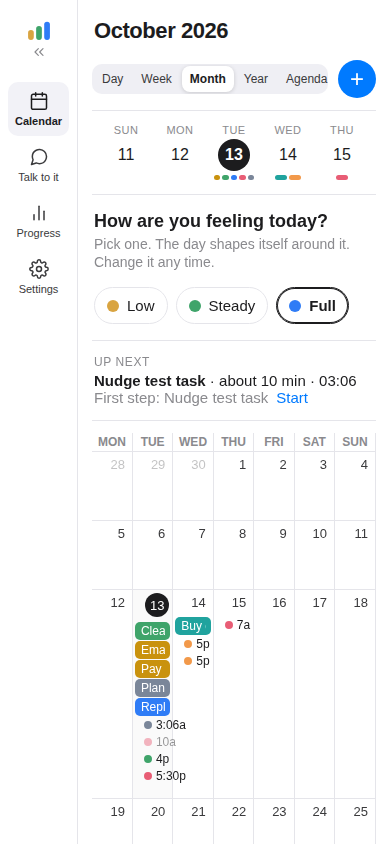 October 2026
Day Week Month Year Agenda
+
Calendar
Talk to it
Progress
Settings
SUN MON TUE WED THU
11 12 13 14 15
How are you feeling today?
Pick one. The day shapes itself around it.
Change it any time.
Low Steady Full
UP NEXT
Nudge test task · about 10 min · 03:06
First step: Nudge test task Start
MON TUE WED THU FRI SAT SUN
28 29 30 1 2 3 4
5 6 7 8 9 10 11
12 13 14 15 16 17 18
Clea
Ema
Pay
Plan
Repl
3:06a
10a
4p
5:30p
Buy
5p
5p
7a
19 20 21 22 23 24 25